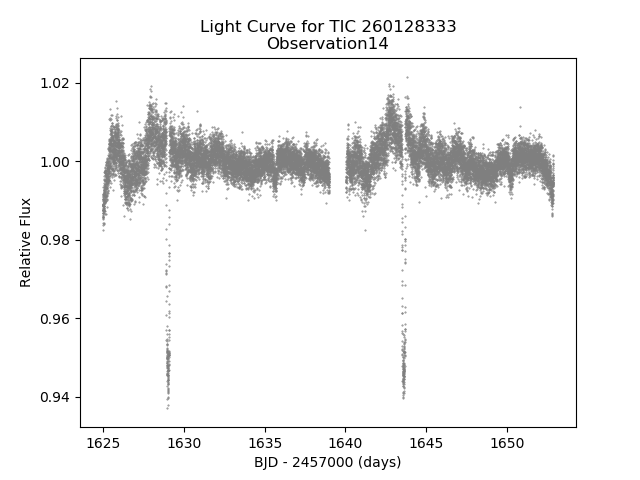 Light Curve for TIC 260128333
Observation14
Relative Flux
1.02
1.00
0.98
0.96
0.94
1625
1630
1635
1640
1645
1650
BJD - 2457000 (days)